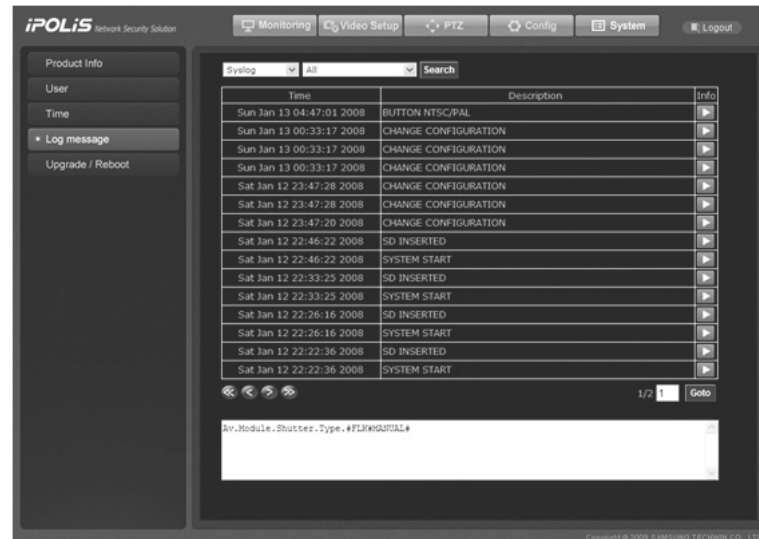 iPOLiS Network Security Solution
Monitoring Video Setup PTZ Config System Logout
Product Info
User
Time
Log message
Upgrade / Reboot
Syslog All Search
Time Description Info
Sun Jan 13 04:47:01 2008 BUTTON NTSC/PAL
Sun Jan 13 00:33:17 2008 CHANGE CONFIGURATION
Sun Jan 13 00:33:17 2008 CHANGE CONFIGURATION
Sun Jan 13 00:33:17 2008 CHANGE CONFIGURATION
Sat Jan 12 23:47:28 2008 CHANGE CONFIGURATION
Sat Jan 12 23:47:28 2008 CHANGE CONFIGURATION
Sat Jan 12 23:47:20 2008 CHANGE CONFIGURATION
Sat Jan 12 22:46:22 2008 SD INSERTED
Sat Jan 12 22:46:22 2008 SYSTEM START
Sat Jan 12 22:33:25 2008 SD INSERTED
Sat Jan 12 22:33:25 2008 SYSTEM START
Sat Jan 12 22:26:16 2008 SD INSERTED
Sat Jan 12 22:26:16 2008 SYSTEM START
Sat Jan 12 22:22:36 2008 SD INSERTED
Sat Jan 12 22:22:36 2008 SYSTEM START
1/2 1 Goto
Av.Module.Shutter.Type.#FLK#MANUAL#
Copyright © 2009 SAMSUNG TECHWIN CO., LT